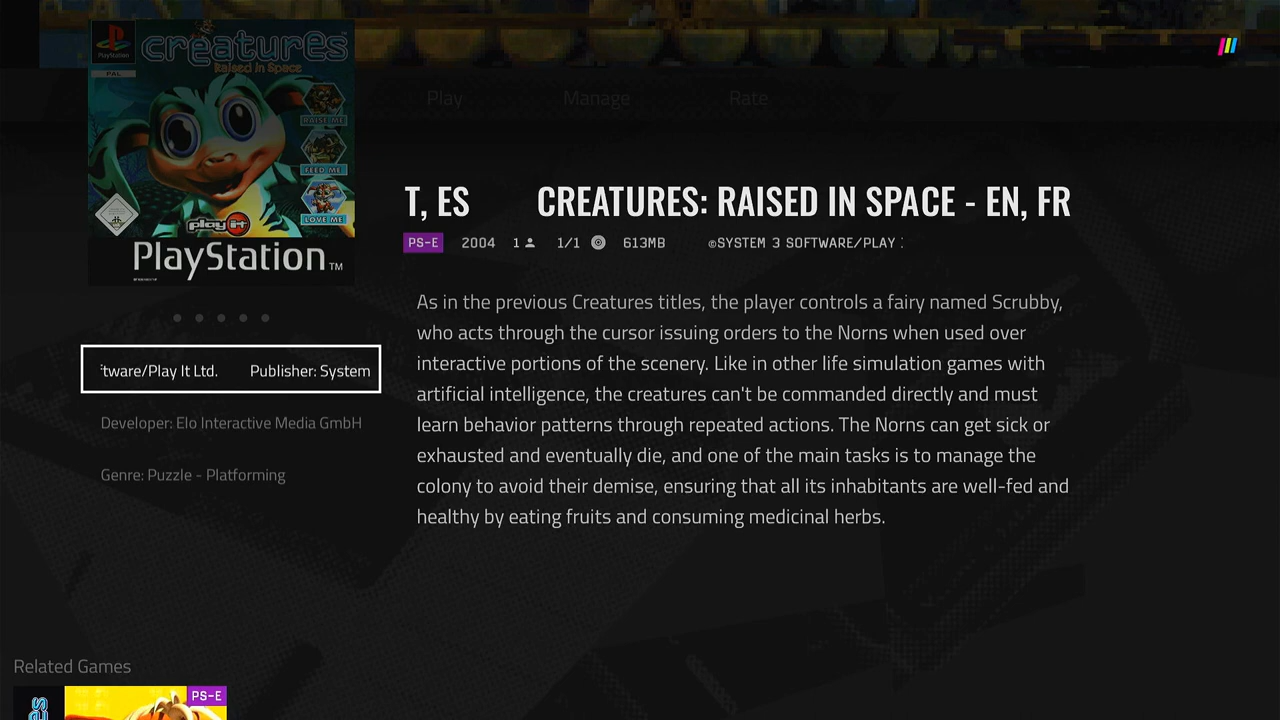 PlayStation
PAL
creatures
Raised in Space
RAISE ME
FEED ME
LOVE ME
play it
PlayStation™
Play Manage Rate
T, ES CREATURES: RAISED IN SPACE - EN, FR
PS-E 2004 1 1/1 613MB ©SYSTEM 3 SOFTWARE/PLAY
As in the previous Creatures titles, the player controls a fairy named Scrubby,
who acts through the cursor issuing orders to the Norns when used over
interactive portions of the scenery. Like in other life simulation games with
artificial intelligence, the creatures can't be commanded directly and must
learn behavior patterns through repeated actions. The Norns can get sick or
exhausted and eventually die, and one of the main tasks is to manage the
colony to avoid their demise, ensuring that all its inhabitants are well-fed and
healthy by eating fruits and consuming medicinal herbs.
tware/Play It Ltd. Publisher: System
Developer: Elo Interactive Media GmbH
Genre: Puzzle - Platforming
Related Games
PS-E
es